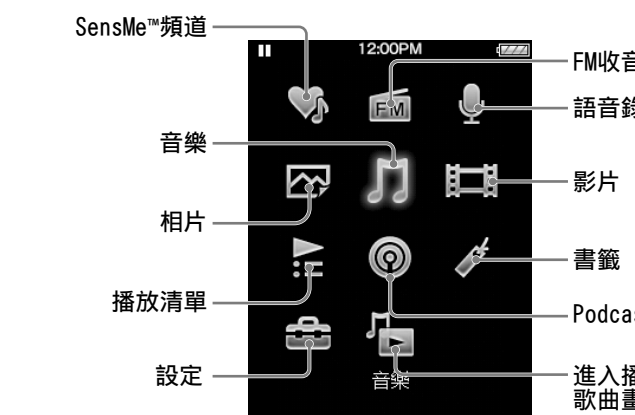 SensMe™頻道
12:00PM
FM收音
FM
語音
音樂
影片
相片
書籤
播放清單
設定
音樂
進入播
歌曲畫